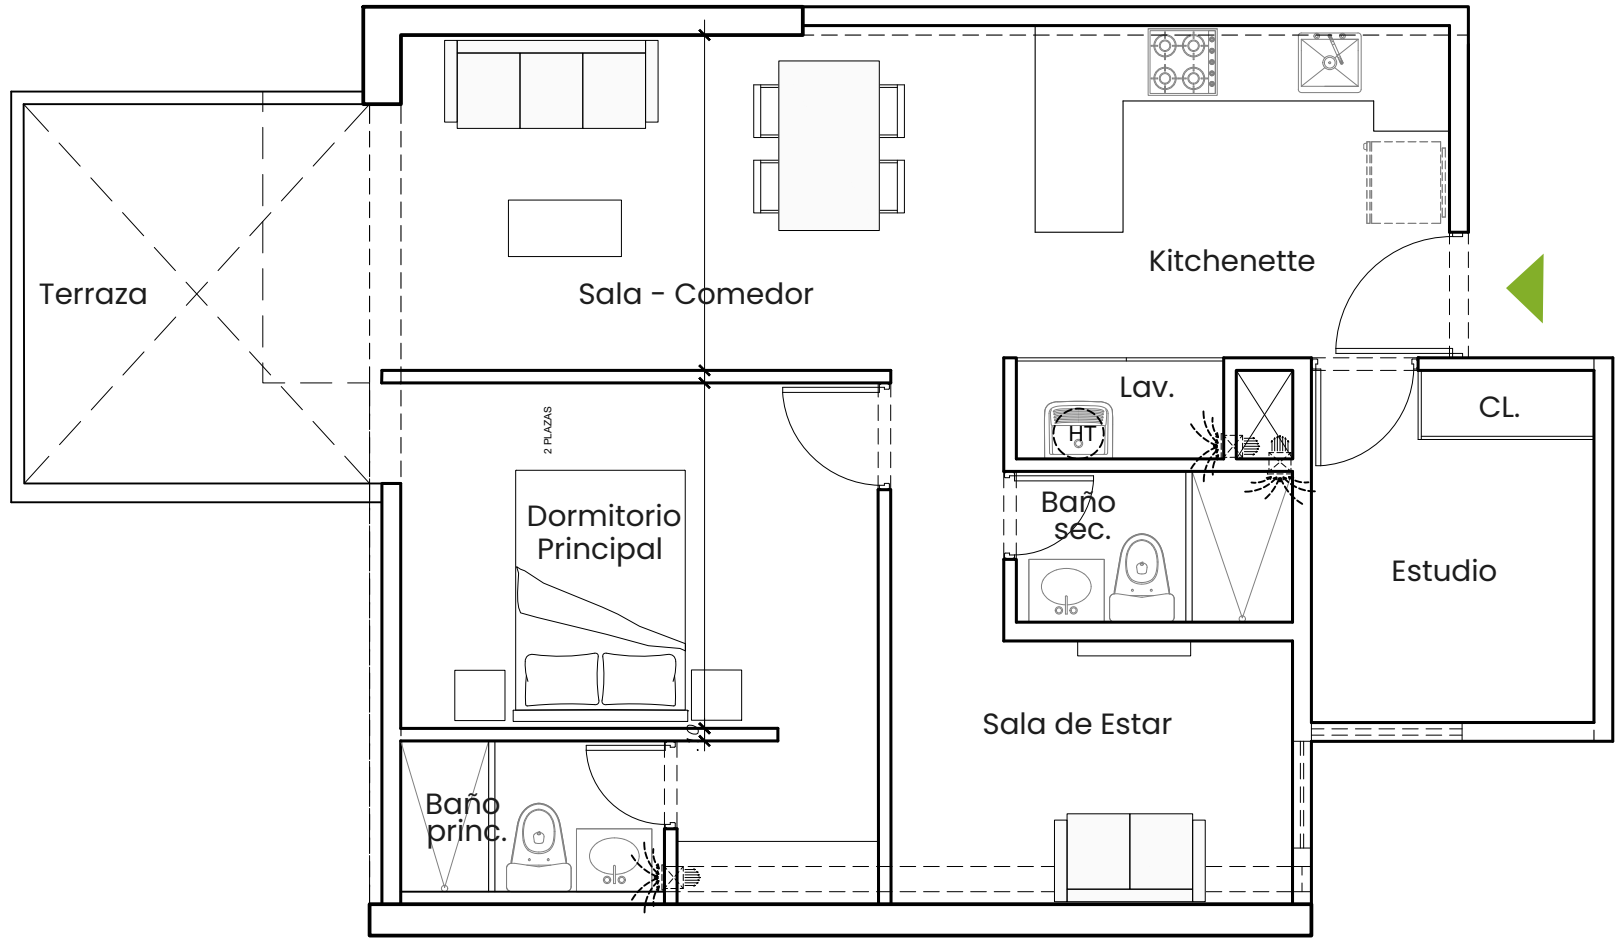 Kitchenette
Terraza
Sala - Comedor
Lav.
CL.
HT
2 PLAZAS
Baño
sec.
Dormitorio
Principal
Estudio
Sala de Estar
.10
Baño
princ.